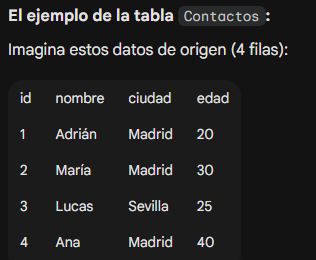 El ejemplo de la tabla Contactos:
Imagina estos datos de origen (4 filas):
id nombre ciudad edad
1 Adrián Madrid 20
2 María Madrid 30
3 Lucas Sevilla 25
4 Ana Madrid 40